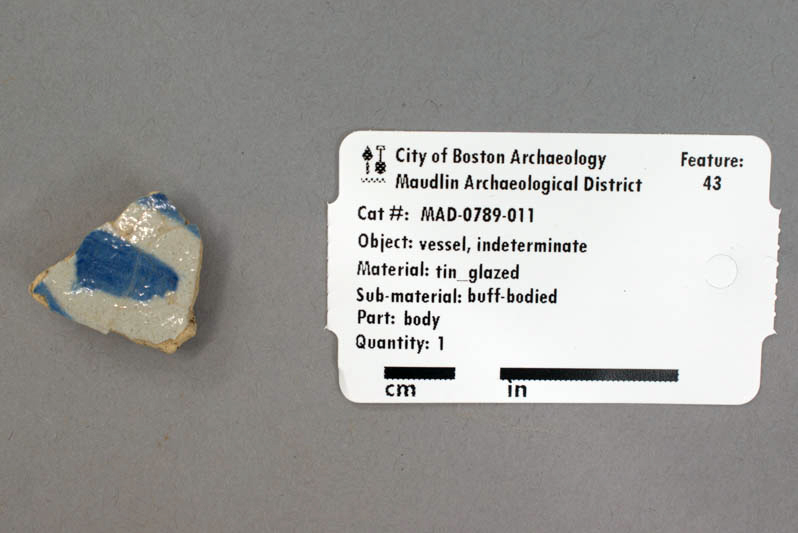 City of Boston Archaeology
Maudlin Archaeological District
Feature:
43
Cat #: MAD-0789-011
Object: vessel, indeterminate
Material: tin_glazed
Sub-material: buff-bodied
Part: body
Quantity: 1
cm in